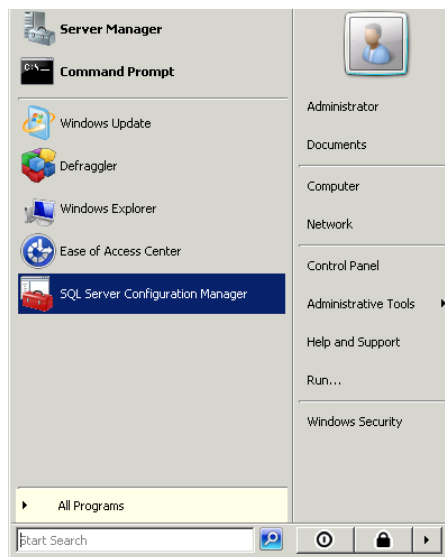 Server Manager
C:\
Command Prompt
Windows Update
Defraggler
Windows Explorer
Ease of Access Center
SQL Server Configuration Manager
All Programs
Start Search
Administrator
Documents
Computer
Network
Control Panel
Administrative Tools
Help and Support
Run...
Windows Security